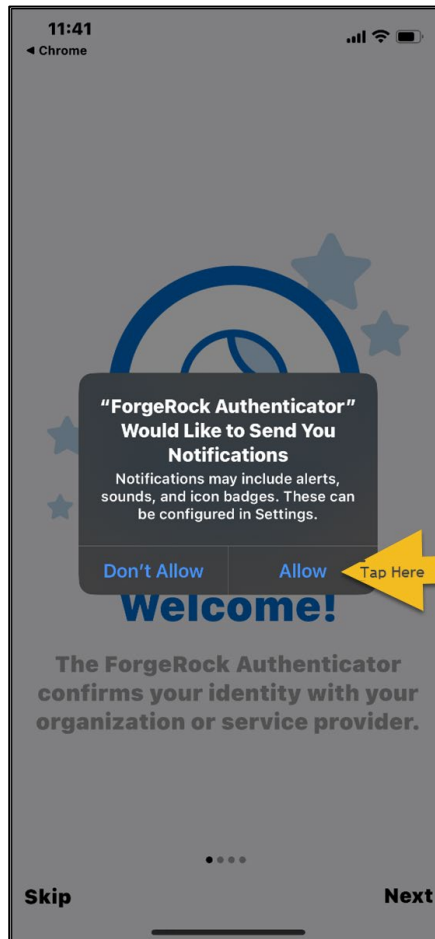 11:41
◀ Chrome
“ForgeRock Authenticator”
Would Like to Send You
Notifications
Notifications may include alerts,
sounds, and icon badges. These can
be configured in Settings.
Don’t Allow
Allow
Tap Here
Welcome!
The ForgeRock Authenticator
confirms your identity with your
organization or service provider.
Skip
Next